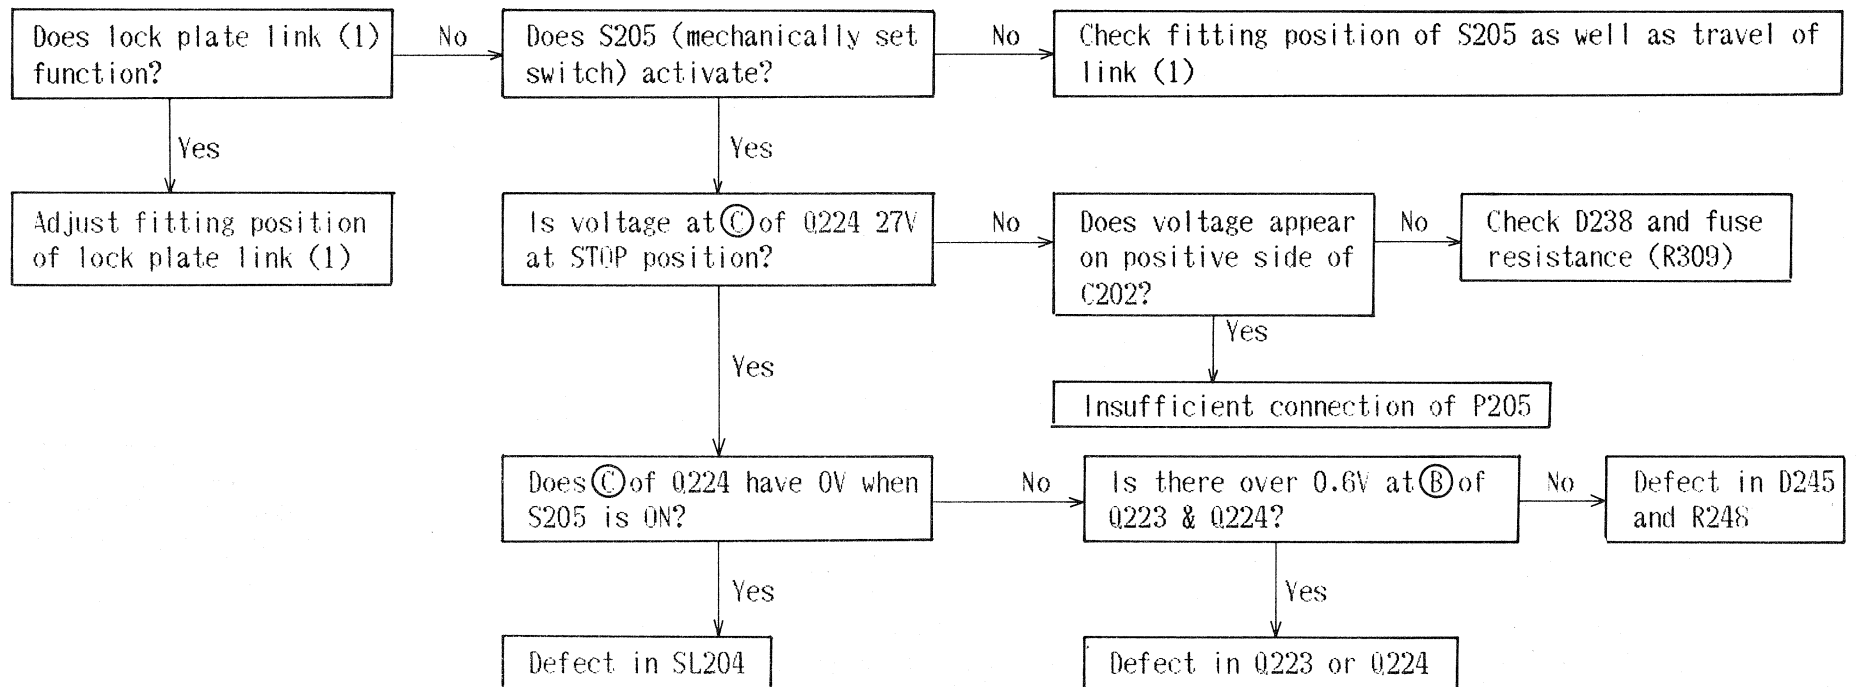 Does lock plate link (1)
function?
No
Does S205 (mechanically set
switch) activate?
No
Check fitting position of S205 as well as travel of
link (1)
Yes
Yes
Adjust fitting position
of lock plate link (1)
Is voltage at Ⓒ of Q224 27V
at STOP position?
No
Does voltage appear
on positive side of
C202?
No
Check D238 and fuse
resistance (R309)
Yes
Yes
Insufficient connection of P205
Does Ⓒ of Q224 have 0V when
S205 is ON?
No
Is there over 0.6V at Ⓑ of
Q223 & Q224?
No
Defect in D245
and R248
Yes
Yes
Defect in SL204
Defect in Q223 or Q224